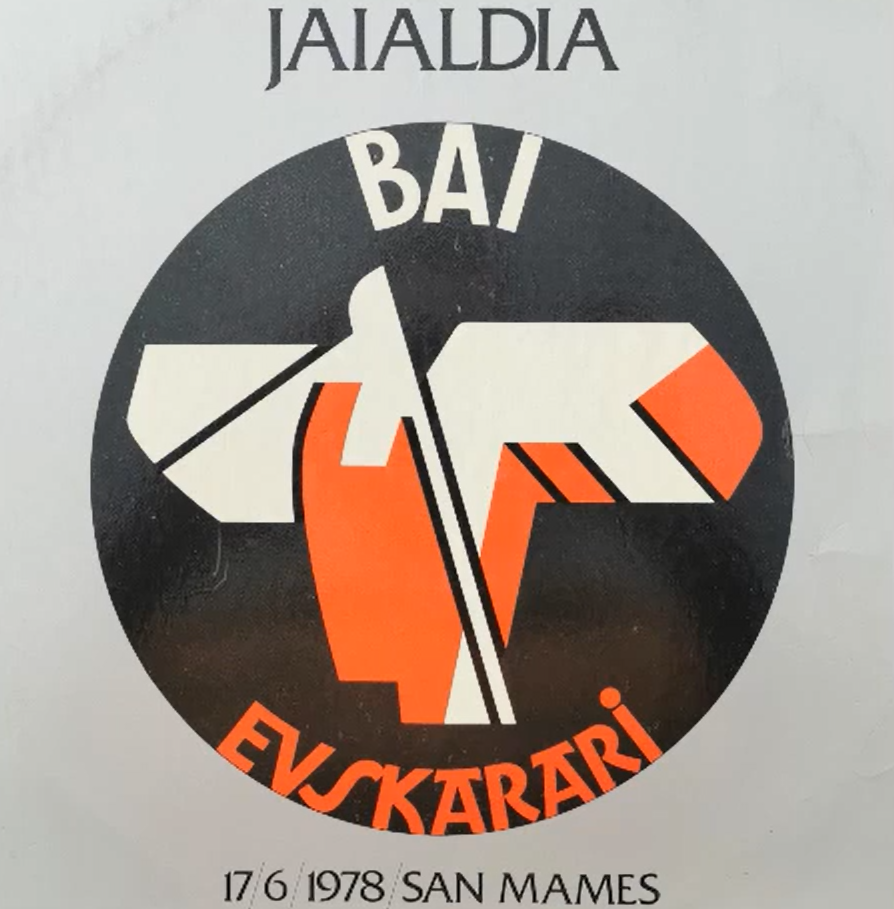 JAIALDIA
BAI
EVSKARARI
17/6/1978/SAN MAMES